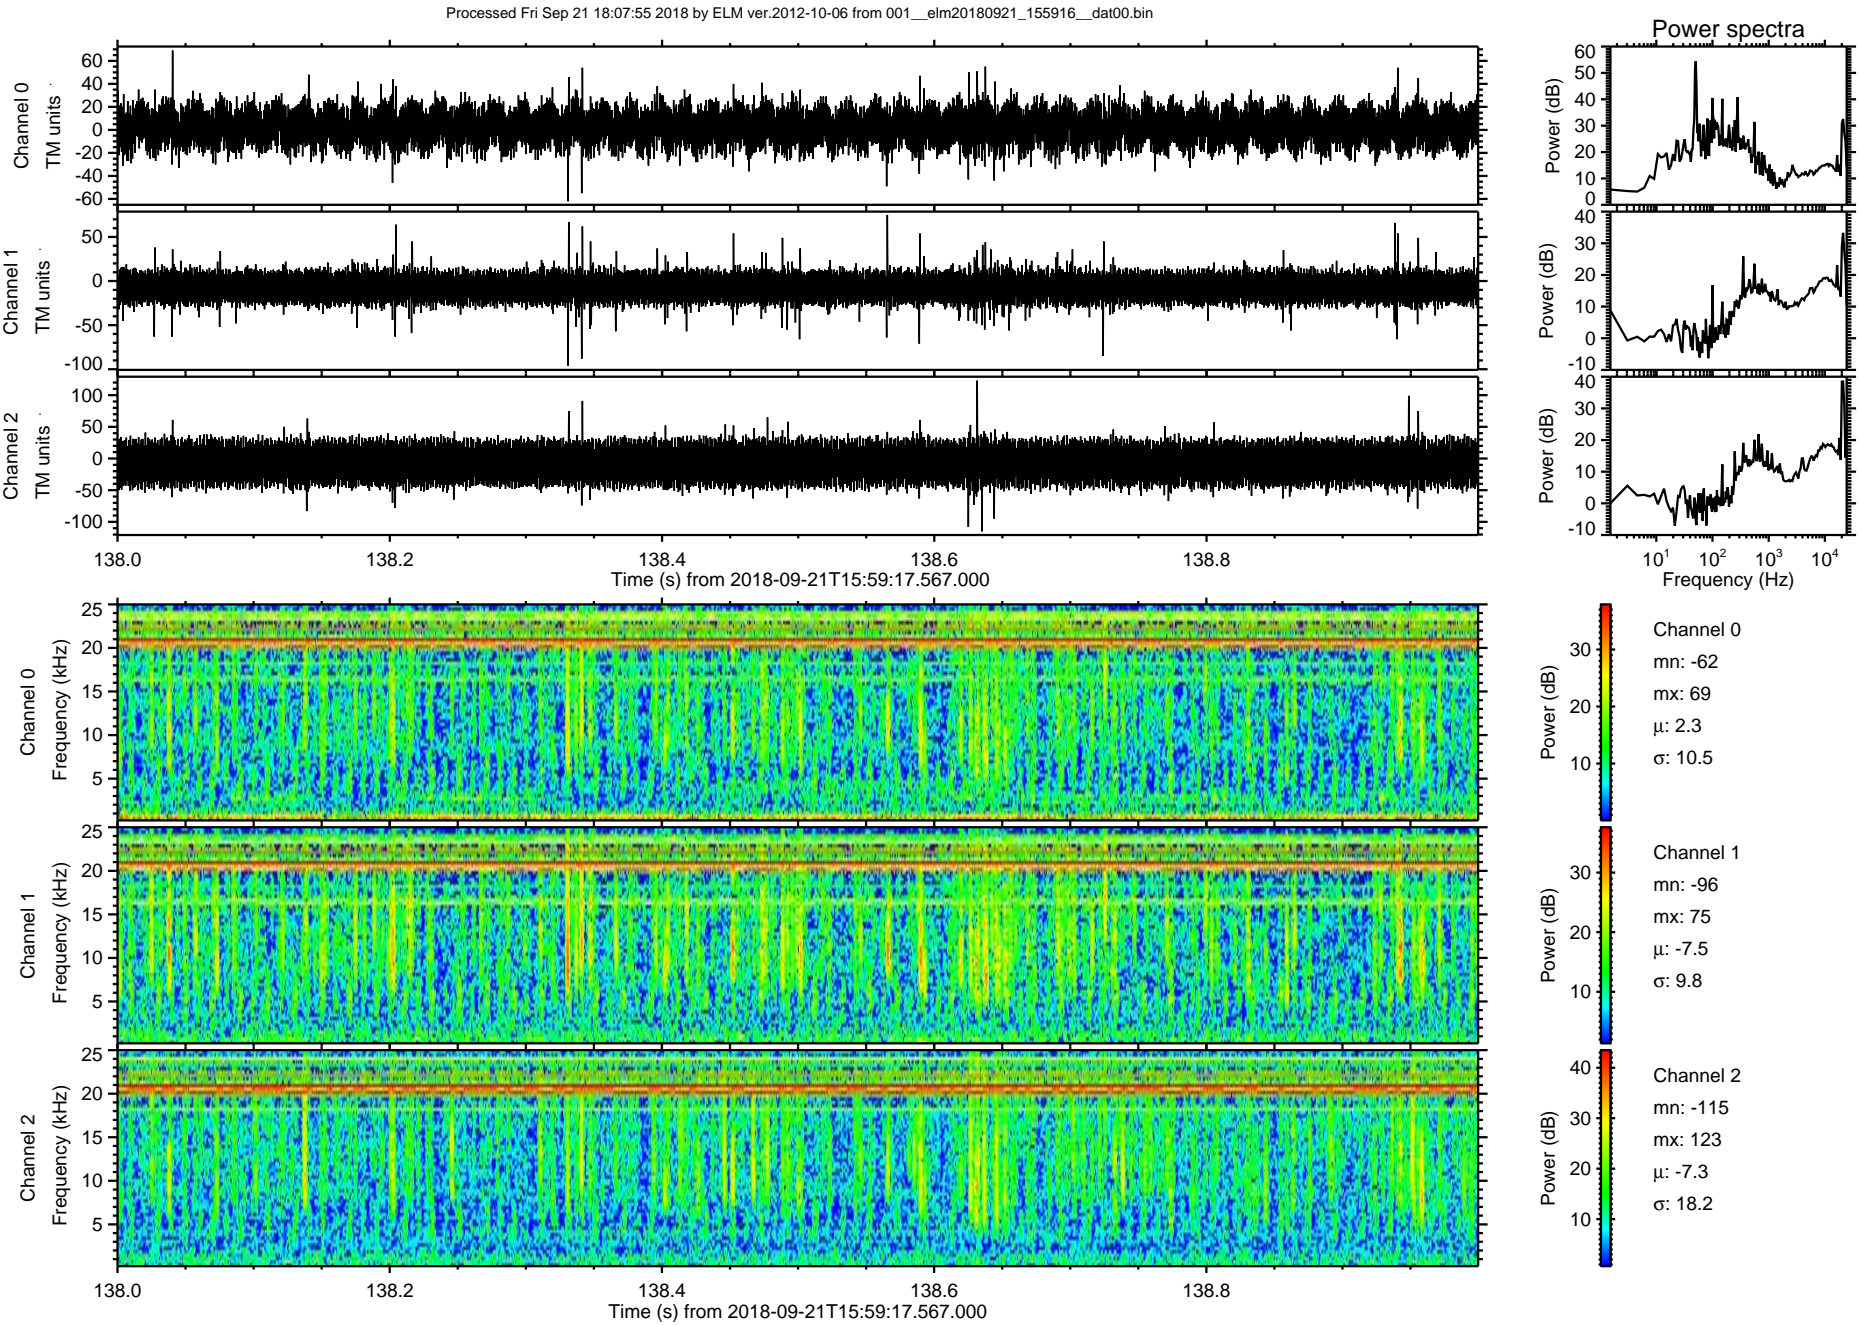 Processed Fri Sep 21 18:07:55 2018 by ELM ver.2012-10-06 from 001__elm20180921_155916__dat00.bin
Power spectra
Channel 0
TM units
60
40
20
0
-20
-40
-60
Power (dB)
60
50
40
30
20
10
0
Channel 1
TM units
50
0
-50
-100
Power (dB)
40
30
20
10
0
-10
Channel 2
TM units
100
50
0
-50
-100
Power (dB)
40
30
20
10
0
-10
138.0 138.2 138.4 138.6 138.8
Time (s) from 2018-09-21T15:59:17.567.000
10^1 10^2 10^3 10^4
Frequency (Hz)
Channel 0
Frequency (kHz)
25
20
15
10
5
Power (dB)
30
20
10
Channel 0
mn: -62
mx: 69
μ: 2.3
σ: 10.5
Channel 1
Frequency (kHz)
25
20
15
10
5
Power (dB)
30
20
10
Channel 1
mn: -96
mx: 75
μ: -7.5
σ: 9.8
Channel 2
Frequency (kHz)
25
20
15
10
5
Power (dB)
40
30
20
10
Channel 2
mn: -115
mx: 123
μ: -7.3
σ: 18.2
138.0 138.2 138.4 138.6 138.8
Time (s) from 2018-09-21T15:59:17.567.000